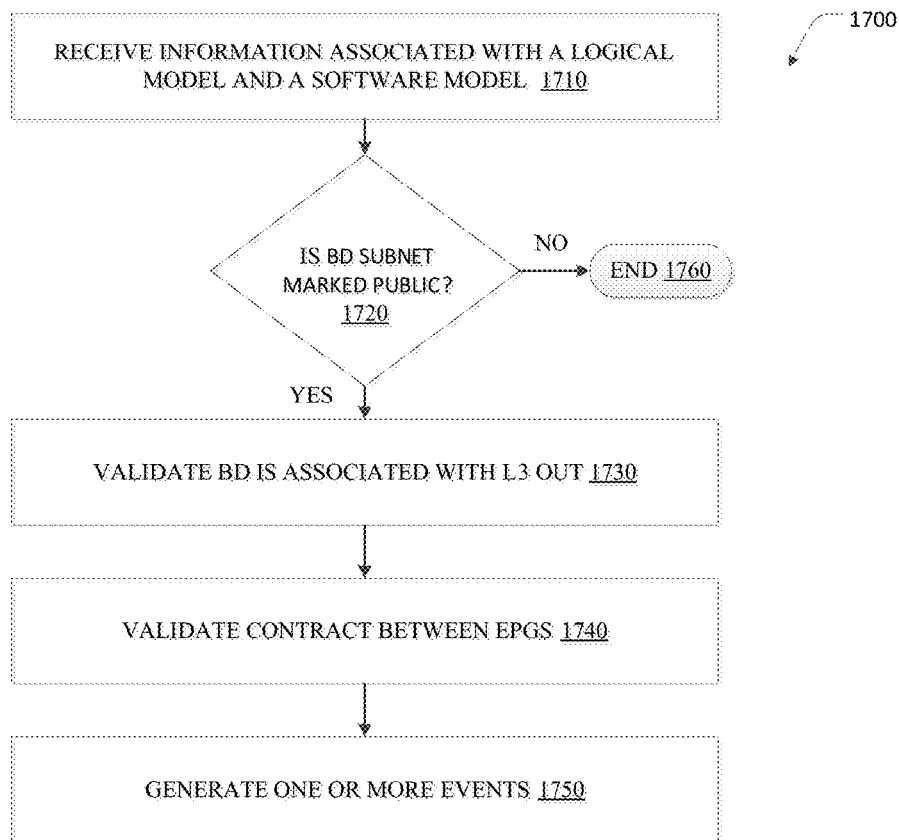 1700
RECEIVE INFORMATION ASSOCIATED WITH A LOGICAL
MODEL AND A SOFTWARE MODEL 1710
IS BD SUBNET
MARKED PUBLIC?
1720
NO
END 1760
YES
VALIDATE BD IS ASSOCIATED WITH L3 OUT 1730
VALIDATE CONTRACT BETWEEN EPGS 1740
GENERATE ONE OR MORE EVENTS 1750